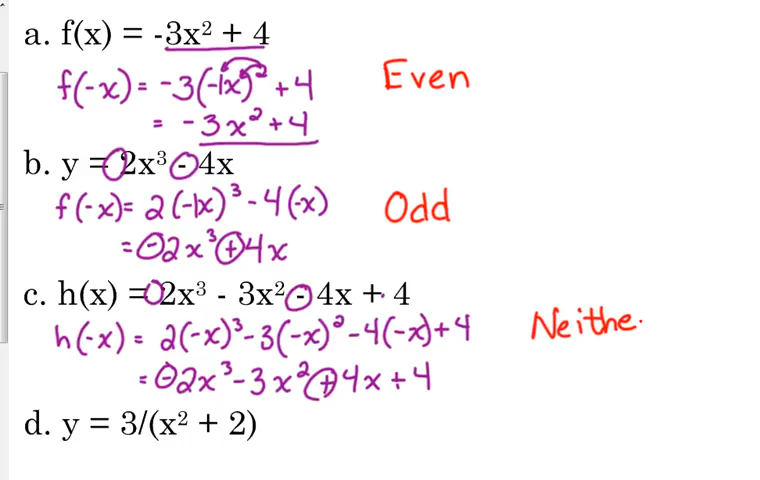 a. f(x) = -3x² + 4
f(-x) = -3(-1x)² + 4 Even
= -3x² + 4
b. y = 2x³ - 4x
f(-x) = 2(-1x)³ - 4(-x) Odd
= -2x³ + 4x
c. h(x) = 2x³ - 3x² - 4x + 4
h(-x) = 2(-x)³ - 3(-x)² - 4(-x) + 4 Neithe
= -2x³ - 3x² + 4x + 4
d. y = 3/(x² + 2)